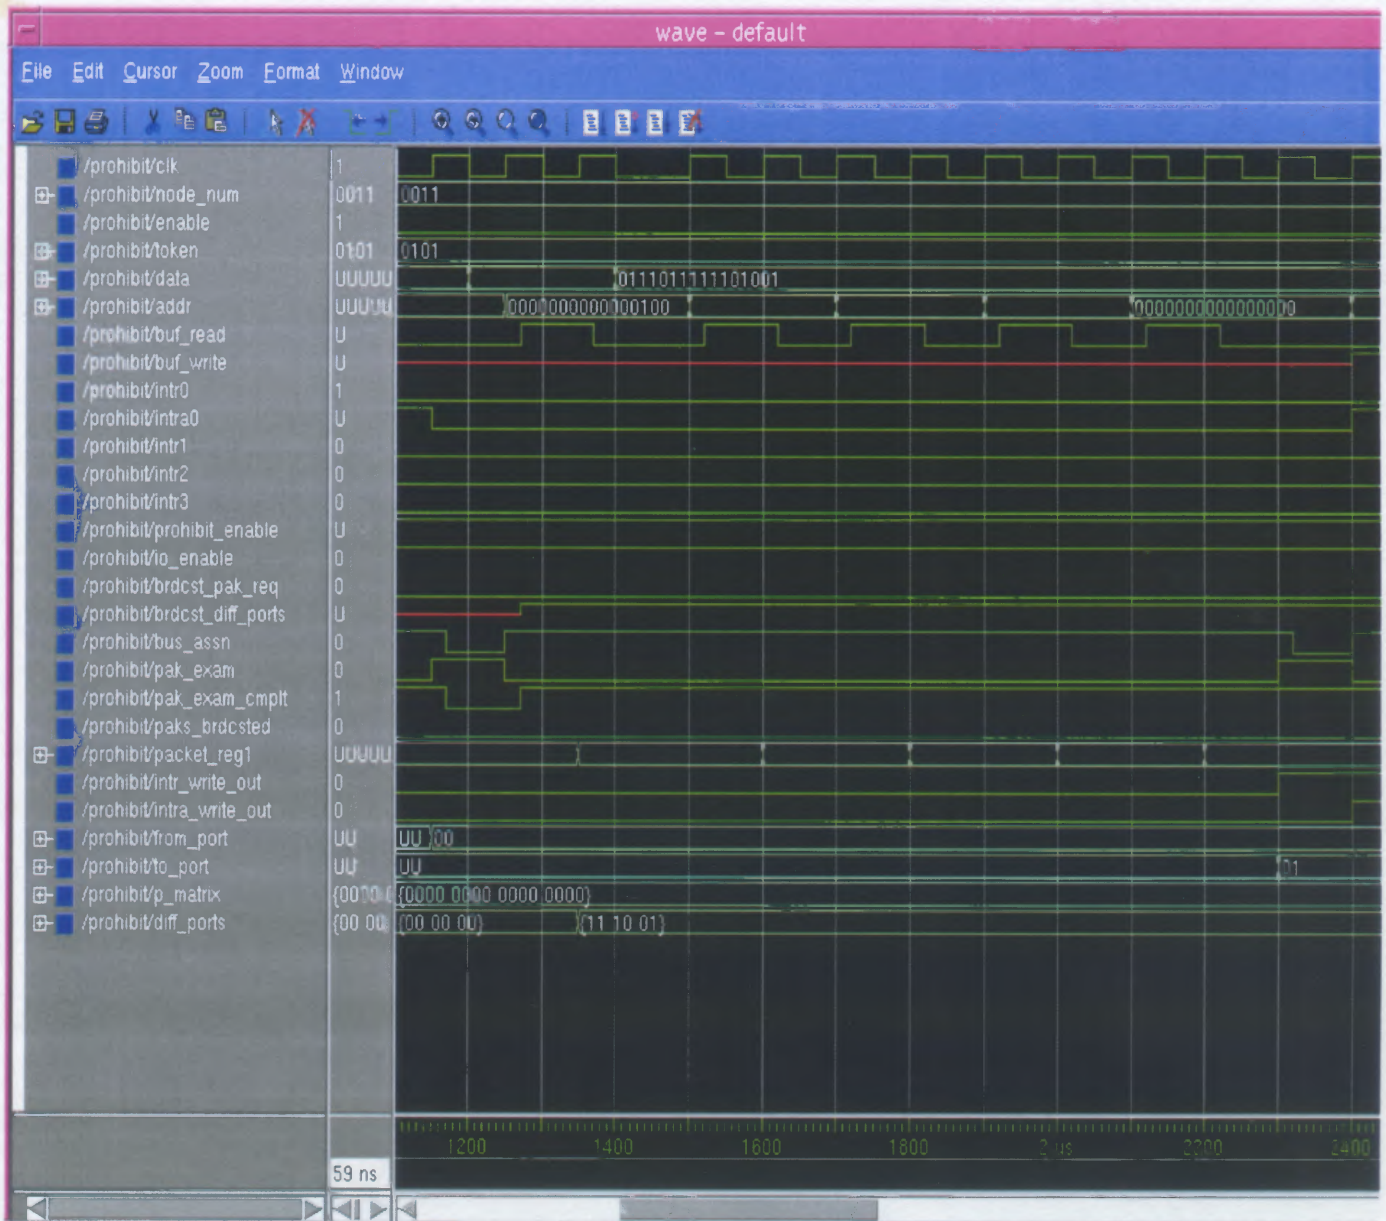 wave - default
File Edit Cursor Zoom Format Window
/prohibit/clk 1
/prohibit/node_num 0011 0011
/prohibit/enable 1
/prohibit/token 0101 0101
/prohibit/data UUUUU 0111011111101001
/prohibit/addr UUUUU 0000000000000100 0000000000000000
/prohibit/buf_read U
/prohibit/buf_write U
/prohibit/intr0 1
/prohibit/intra0 U
/prohibit/intr1 0
/prohibit/intr2 0
/prohibit/intr3 0
/prohibit/prohibit_enable U
/prohibit/io_enable 0
/prohibit/brdcst_pak_req 0
/prohibit/brdcst_diff_ports U
/prohibit/bus_assn 0
/prohibit/pak_exam 0
/prohibit/pak_exam_cmplt 1
/prohibit/paks_brdcsted 0
/prohibit/packet_reg1 UUUUU
/prohibit/intr_write_out 0
/prohibit/intra_write_out 0
/prohibit/from_port UU UU 00
/prohibit/to_port UU UU 01
/prohibit/p_matrix {0000 {0000 0000 0000 0000}
/prohibit/diff_ports {00 00 {00 00 00} {11 10 01}
1200 1400 1600 1800 2 us 2200 2400
59 ns